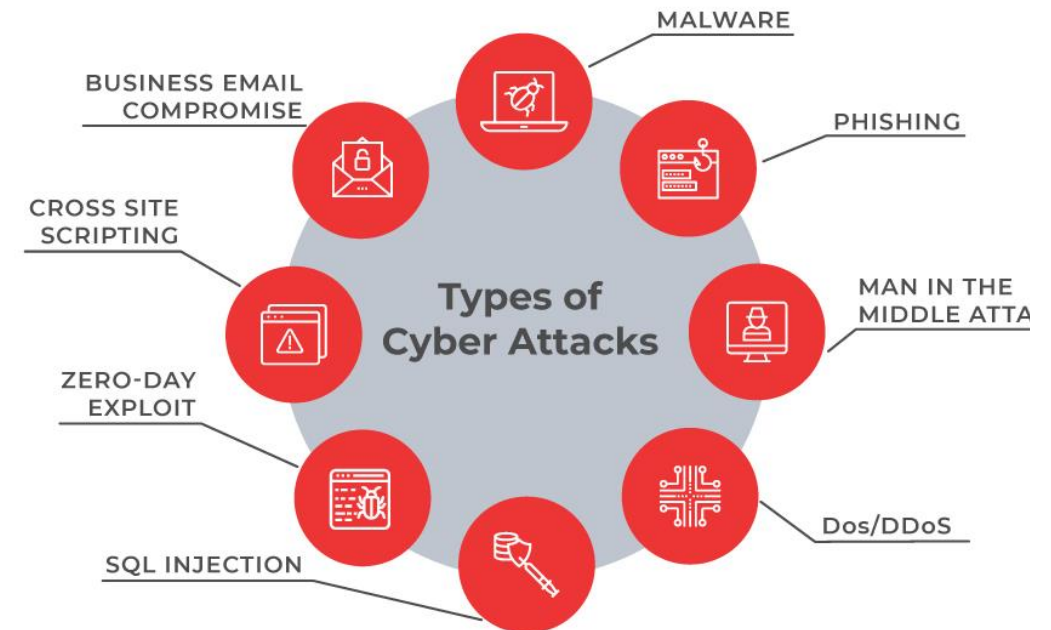 MALWARE
BUSINESS EMAIL
COMPROMISE
PHISHING
CROSS SITE
SCRIPTING
Types of
Cyber Attacks
MAN IN THE
MIDDLE ATTA
ZERO-DAY
EXPLOIT
Dos/DDoS
SQL INJECTION